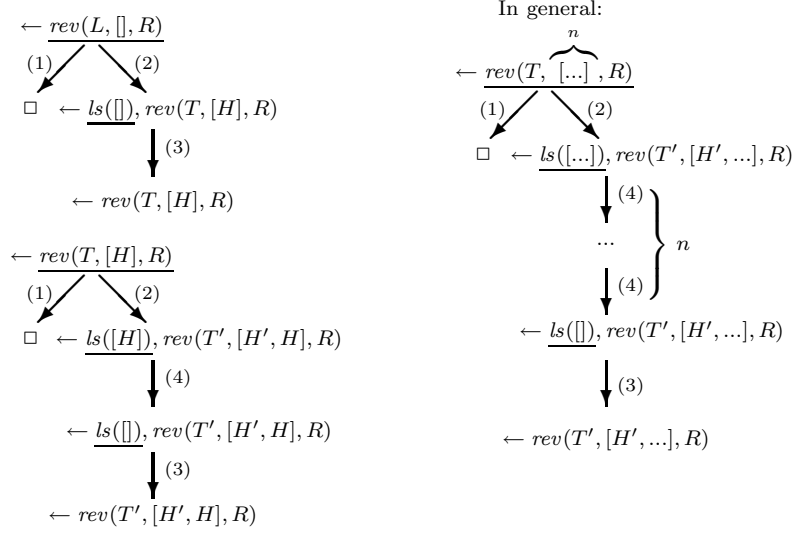 ← rev(L, [], R)
(1) (2)
□ ← ls([]), rev(T, [H], R)
(3)
← rev(T, [H], R)
← rev(T, [H], R)
(1) (2)
□ ← ls([H]), rev(T′, [H′, H], R)
(4)
← ls([]), rev(T′, [H′, H], R)
(3)
← rev(T′, [H′, H], R)
In general:
n
← rev(T, [...] , R)
(1) (2)
□ ← ls([...]), rev(T′, [H′, ...], R)
(4)
...
n
(4)
← ls([]), rev(T′, [H′, ...], R)
(3)
← rev(T′, [H′, ...], R)